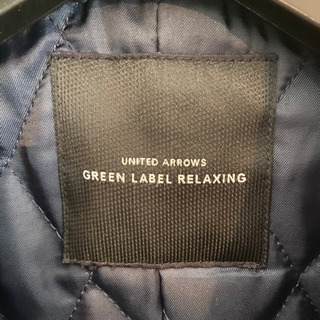 UNITED ARROWS
GREEN LABEL RELAXING